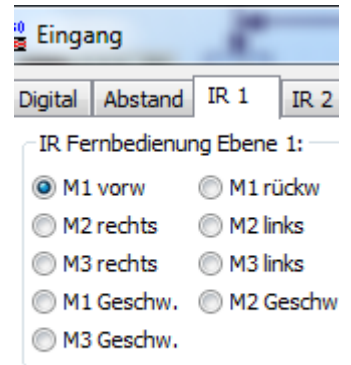 Eingang
Digital Abstand IR 1 IR 2
IR Fernbedienung Ebene 1:
M1 vorw M1 rückw
M2 rechts M2 links
M3 rechts M3 links
M1 Geschw. M2 Geschw
M3 Geschw.